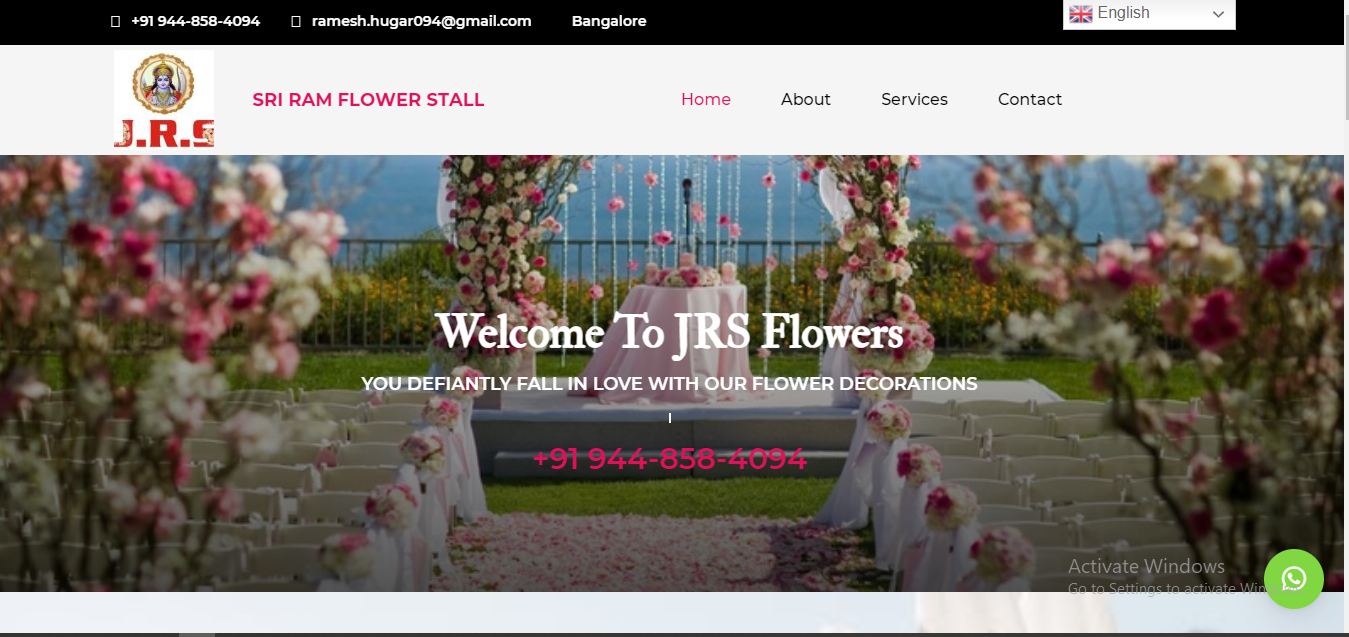 +91 944-858-4094 ramesh.hugar094@gmail.com Bangalore English
J.R.S
SRI RAM FLOWER STALL
Home About Services Contact
Welcome To JRS Flowers
YOU DEFIANTLY FALL IN LOVE WITH OUR FLOWER DECORATIONS
+91 944-858-4094
Activate Windows
Go to Settings to activate Windows.